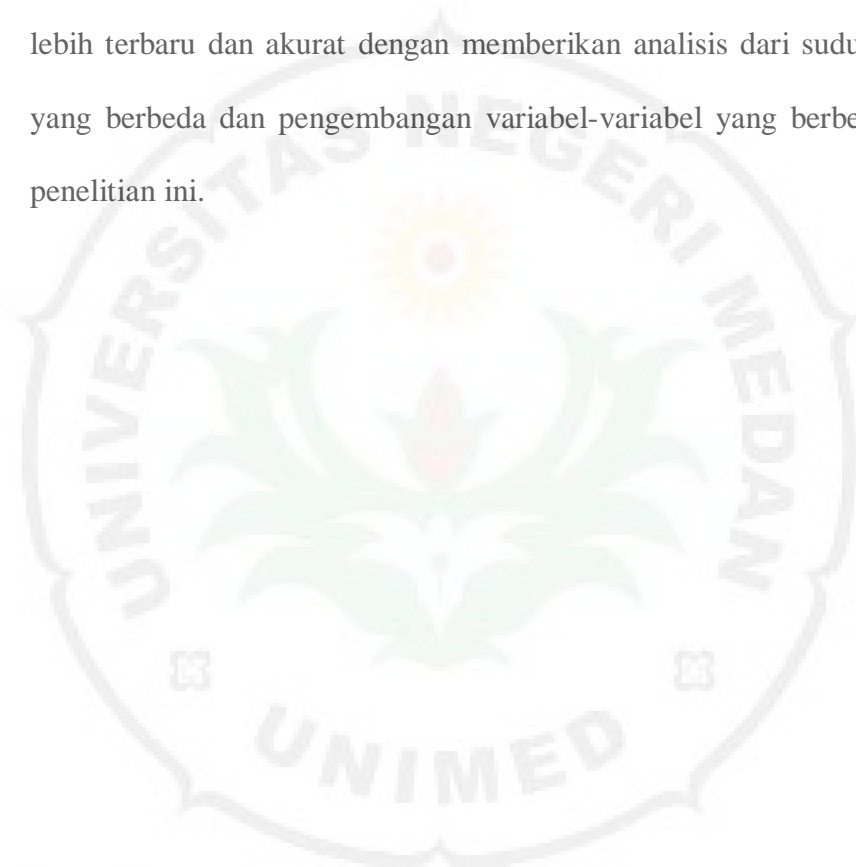 lebih terbaru dan akurat dengan memberikan analisis dari sudu
yang berbeda dan pengembangan variabel-variabel yang berbe
penelitian ini.
UNIVERSITAS NEGERI MEDAN
UNIMED